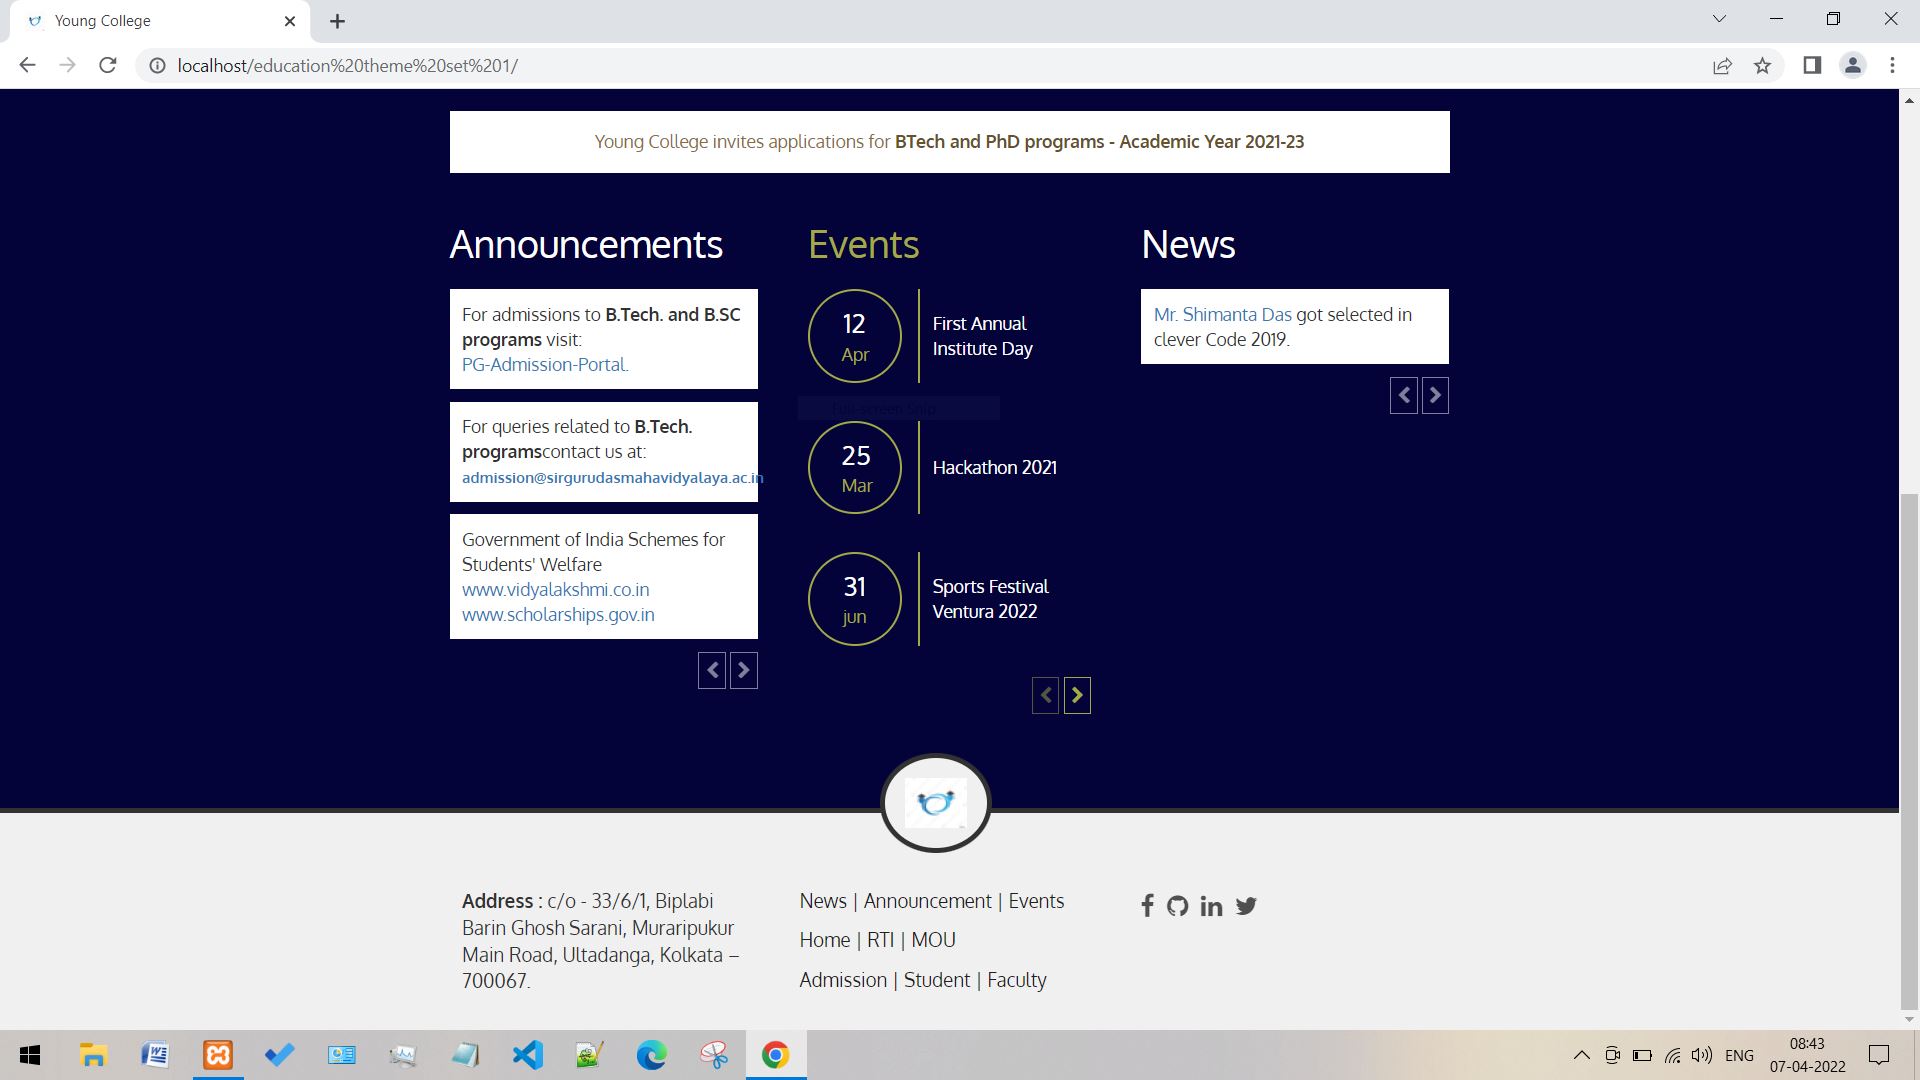 Young College
localhost/education%20theme%20set%201/
Young College invites applications for BTech and PhD programs - Academic Year 2021-23
Announcements
For admissions to B.Tech. and B.SC
programs visit:
PG-Admission-Portal.
For queries related to B.Tech.
programscontact us at:
admission@sirgurudasmahavidyalaya.ac.in
Government of India Schemes for
Students' Welfare
www.vidyalakshmi.co.in
www.scholarships.gov.in
Events
12
Apr
First Annual
Institute Day
Full-screen Snip
25
Mar
Hackathon 2021
31
jun
Sports Festival
Ventura 2022
News
Mr. Shimanta Das got selected in
clever Code 2019.
Address : c/o - 33/6/1, Biplabi
Barin Ghosh Sarani, Muraripukur
Main Road, Ultadanga, Kolkata –
700067.
News | Announcement | Events
Home | RTI | MOU
Admission | Student | Faculty
ENG
08:43
07-04-2022